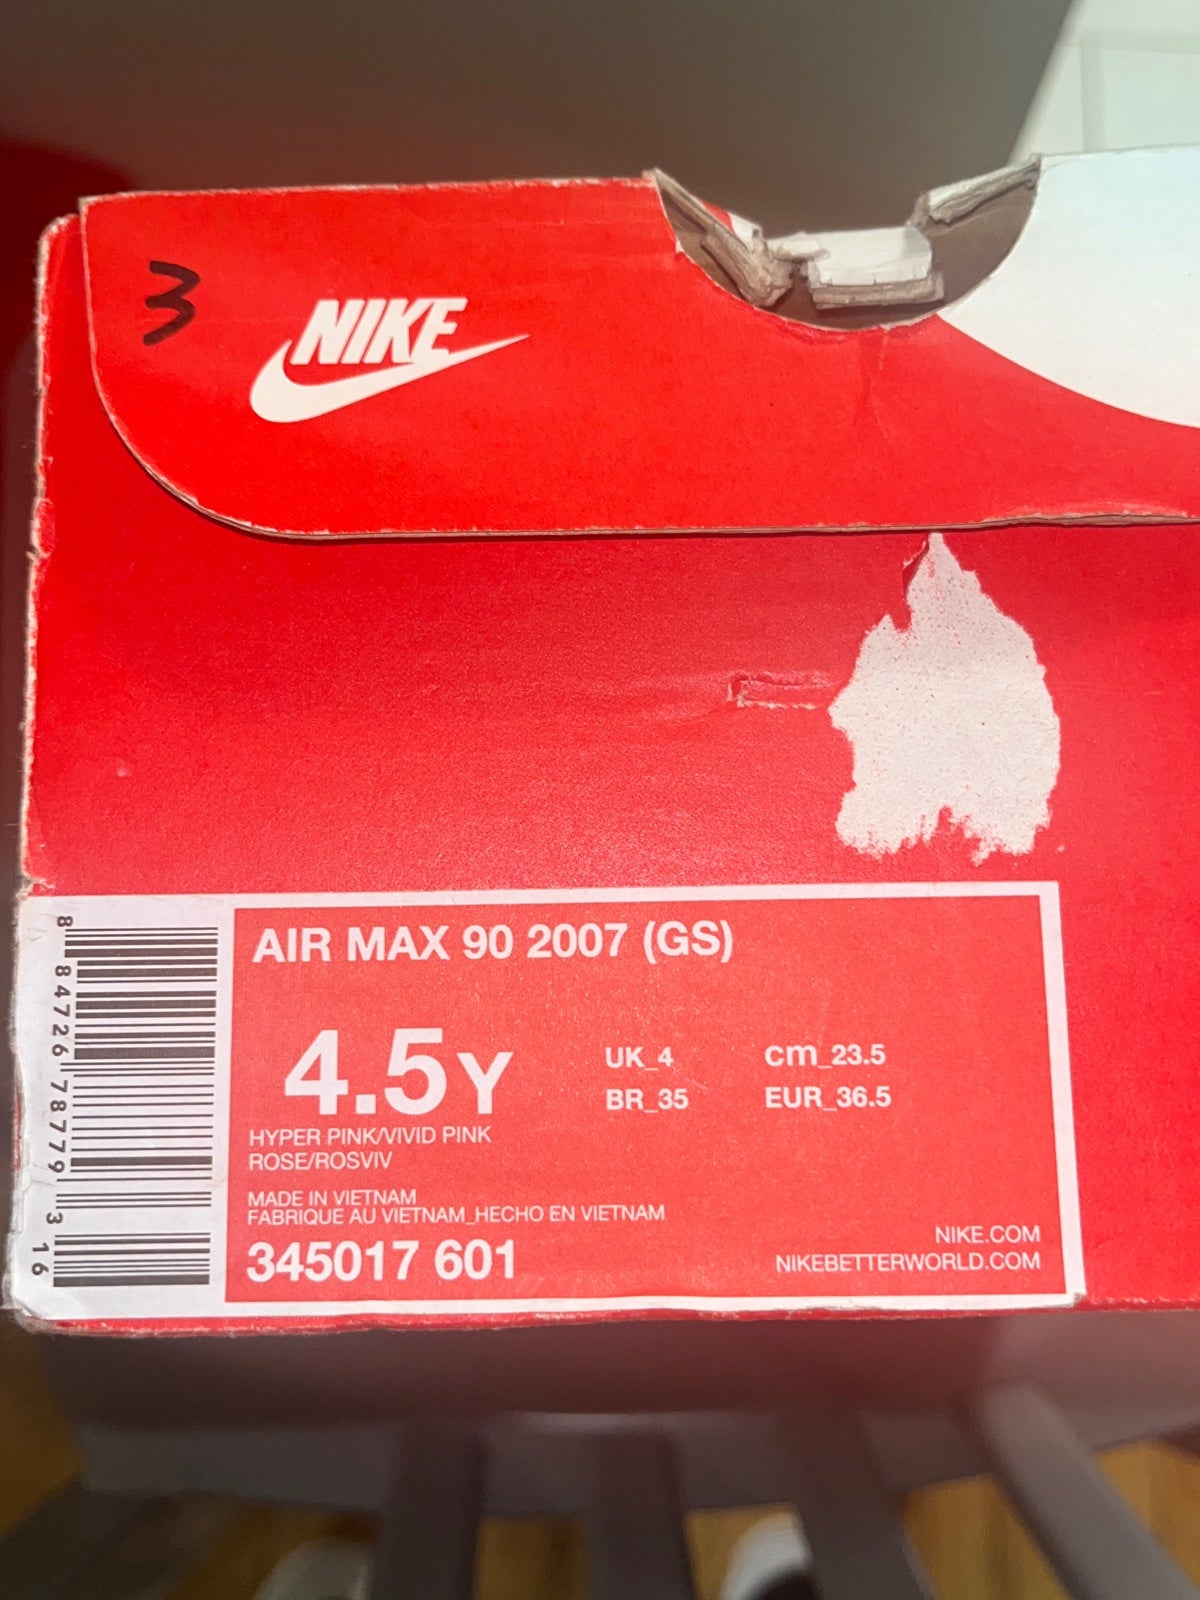 3
NIKE
AIR MAX 90 2007 (GS)
4.5Y
UK_4
cm_23.5
BR_35
EUR_36.5
HYPER PINK/VIVID PINK
ROSE/ROSVIV
MADE IN VIETNAM
FABRIQUE AU VIETNAM_HECHO EN VIETNAM
345017 601
NIKE.COM
NIKEBETTERWORLD.COM
8 84726 78779 3 16